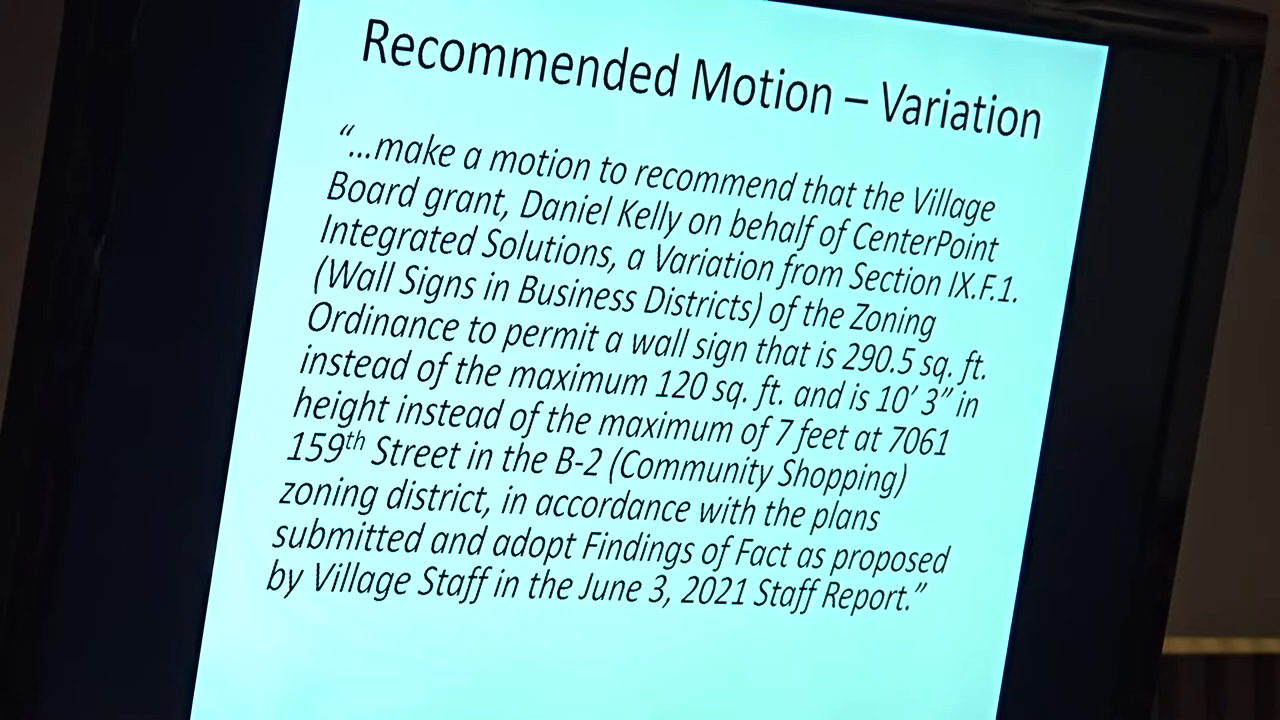 Recommended Motion – Variation
“...make a motion to recommend that the Village
Board grant, Daniel Kelly on behalf of CenterPoint
Integrated Solutions, a Variation from Section IX.F.1.
(Wall Signs in Business Districts) of the Zoning
Ordinance to permit a wall sign that is 290.5 sq. ft.
instead of the maximum 120 sq. ft. and is 10’ 3” in
height instead of the maximum of 7 feet at 7061
159th Street in the B-2 (Community Shopping)
zoning district, in accordance with the plans
submitted and adopt Findings of Fact as proposed
by Village Staff in the June 3, 2021 Staff Report.”